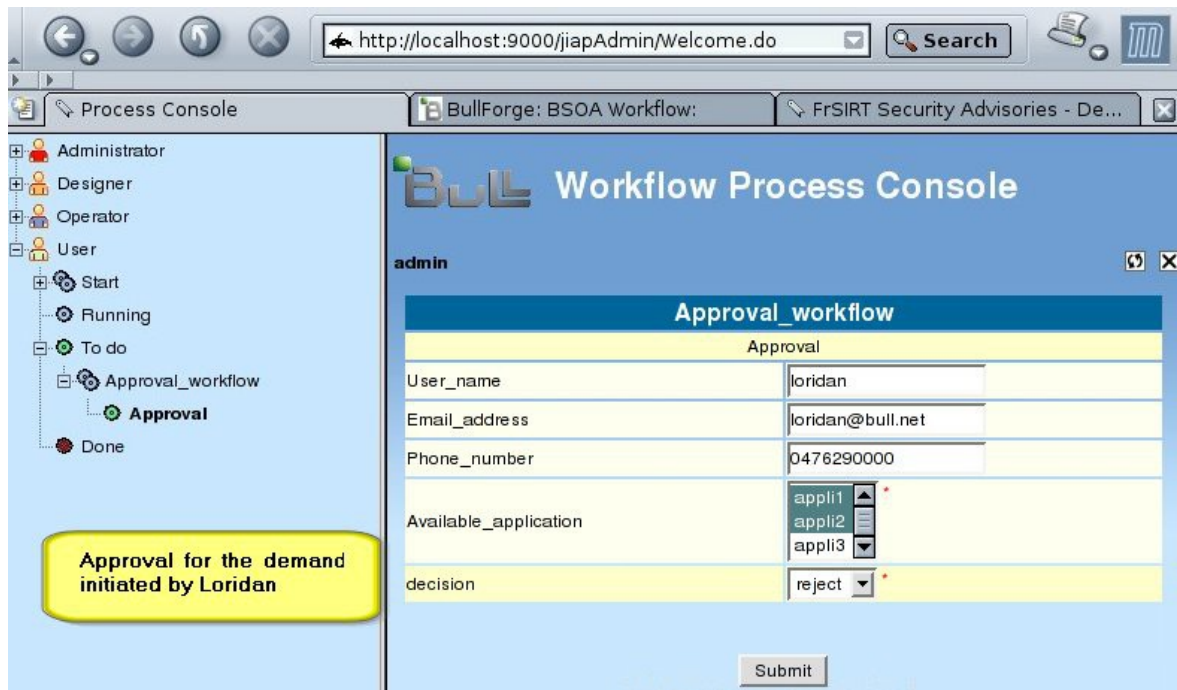 http://localhost:9000/jiapAdmin/Welcome.do
Search
Process Console
BullForge: BSOA Workflow:
FrSIRT Security Advisories - De...
Administrator
Designer
Operator
User
Start
Running
To do
Approval_workflow
Approval
Done
Approval for the demand
initiated by Loridan
Bull
Workflow Process Console
admin
Approval_workflow
Approval
User_name
loridan
Email_address
loridan@bull.net
Phone_number
0476290000
Available_application
appli1
appli2
appli3
*
decision
reject
*
Submit